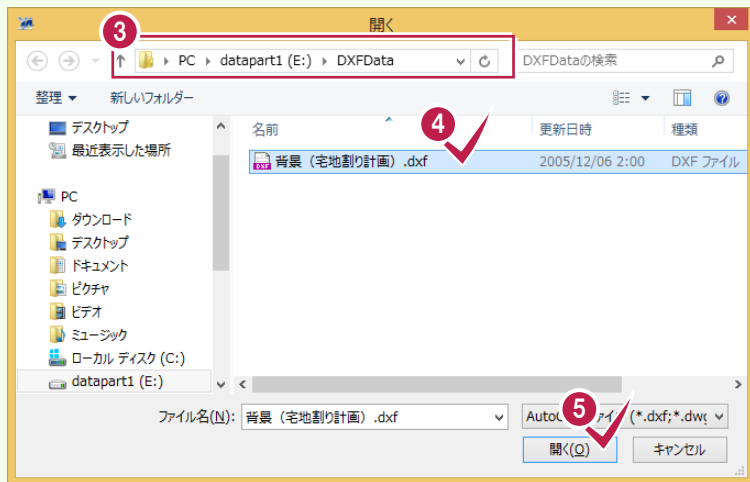 開く
3
PC datapart1 (E:) DXFData
DXFDataの検索
整理 新しいフォルダー
デスクトップ
最近表示した場所
PC
ダウンロード
デスクトップ
ドキュメント
ピクチャ
ビデオ
ミュージック
ローカル ディスク (C:)
datapart1 (E:)
名前 更新日時 種類
4
背景（宅地割り計画）.dxf 2005/12/06 2:00 DXF ファイル
ファイル名(N): 背景（宅地割り計画）.dxf
(*.dxf;*.dwg
5
開く(O) キャンセル